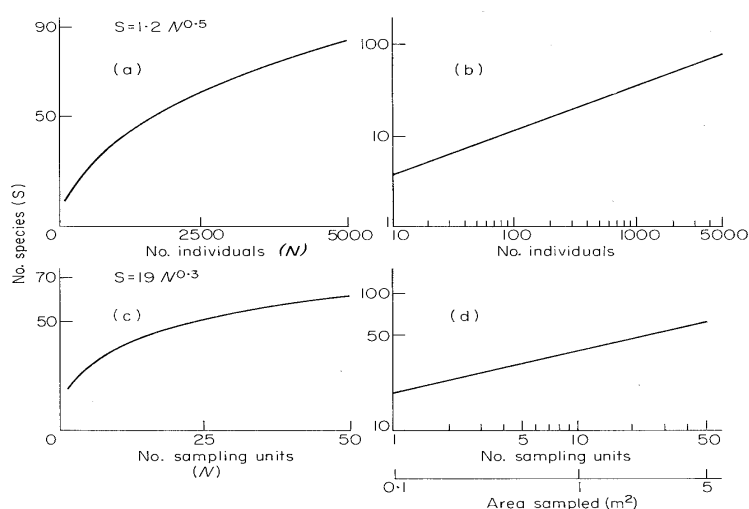 No. species (S)
90
50
0
S=1·2 N^0·5
(a)
2500
5000
No. individuals (N)
100
10
1
(b)
10
100
1000
5000
No. individuals
70
50
0
S=19 N^0·3
(c)
25
50
No. sampling units
(N)
100
50
10
(d)
1
5
10
50
No. sampling units
0·1
1
5
Area sampled (m²)